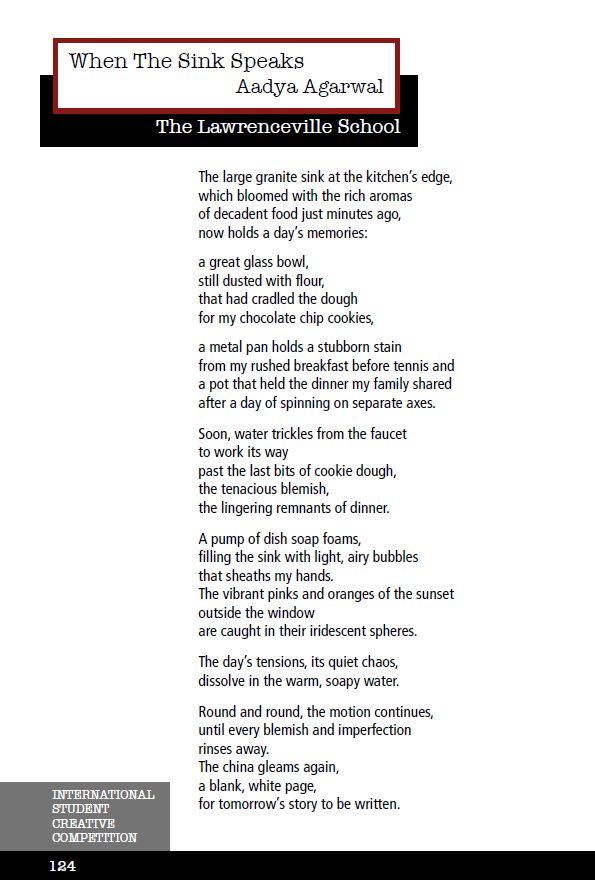 When The Sink Speaks
Aadya Agarwal
The Lawrenceville School
The large granite sink at the kitchen’s edge,
which bloomed with the rich aromas
of decadent food just minutes ago,
now holds a day’s memories:
a great glass bowl,
still dusted with flour,
that had cradled the dough
for my chocolate chip cookies,
a metal pan holds a stubborn stain
from my rushed breakfast before tennis and
a pot that held the dinner my family shared
after a day of spinning on separate axes.
Soon, water trickles from the faucet
to work its way
past the last bits of cookie dough,
the tenacious blemish,
the lingering remnants of dinner.
A pump of dish soap foams,
filling the sink with light, airy bubbles
that sheaths my hands.
The vibrant pinks and oranges of the sunset
outside the window
are caught in their iridescent spheres.
The day’s tensions, its quiet chaos,
dissolve in the warm, soapy water.
Round and round, the motion continues,
until every blemish and imperfection
rinses away.
The china gleams again,
a blank, white page,
for tomorrow’s story to be written.
INTERNATIONAL
STUDENT
CREATIVE
COMPETITION
124